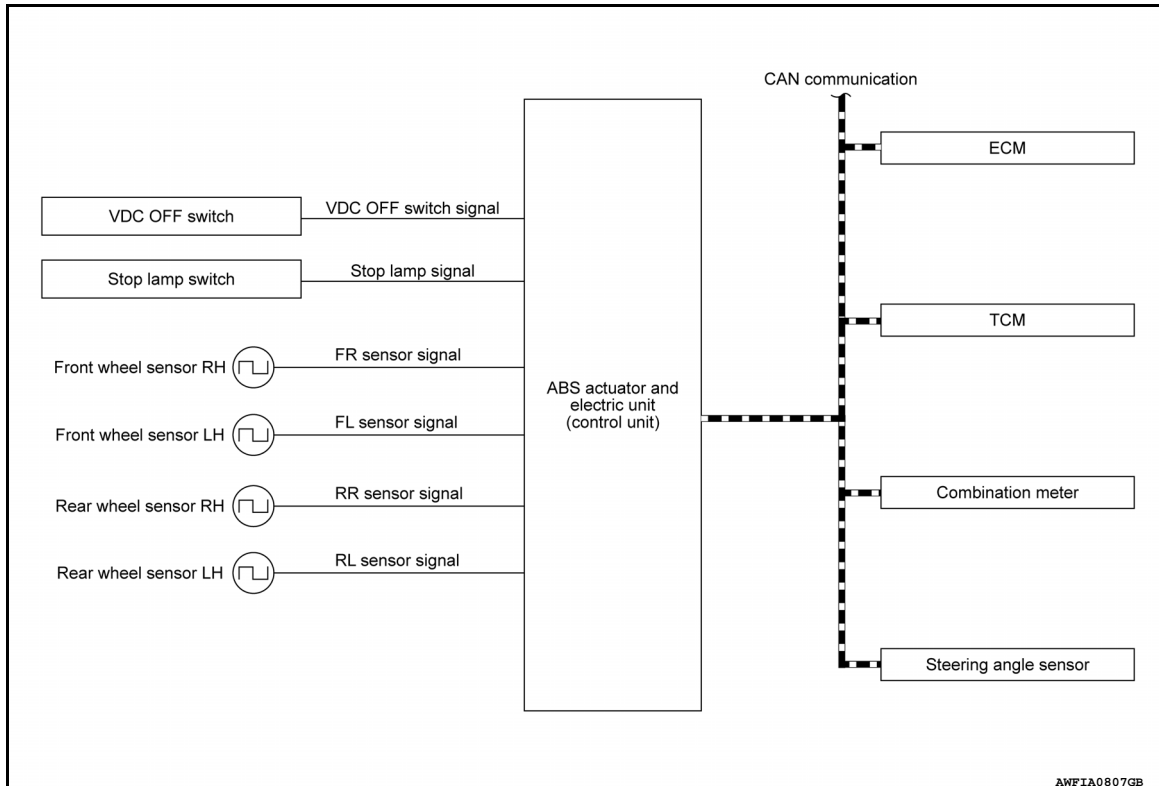 CAN communication
ECM
VDC OFF switch
VDC OFF switch signal
Stop lamp switch
Stop lamp signal
TCM
Front wheel sensor RH
FR sensor signal
ABS actuator and
electric unit
(control unit)
Front wheel sensor LH
FL sensor signal
Rear wheel sensor RH
RR sensor signal
Combination meter
Rear wheel sensor LH
RL sensor signal
Steering angle sensor
AWFIA0807GB